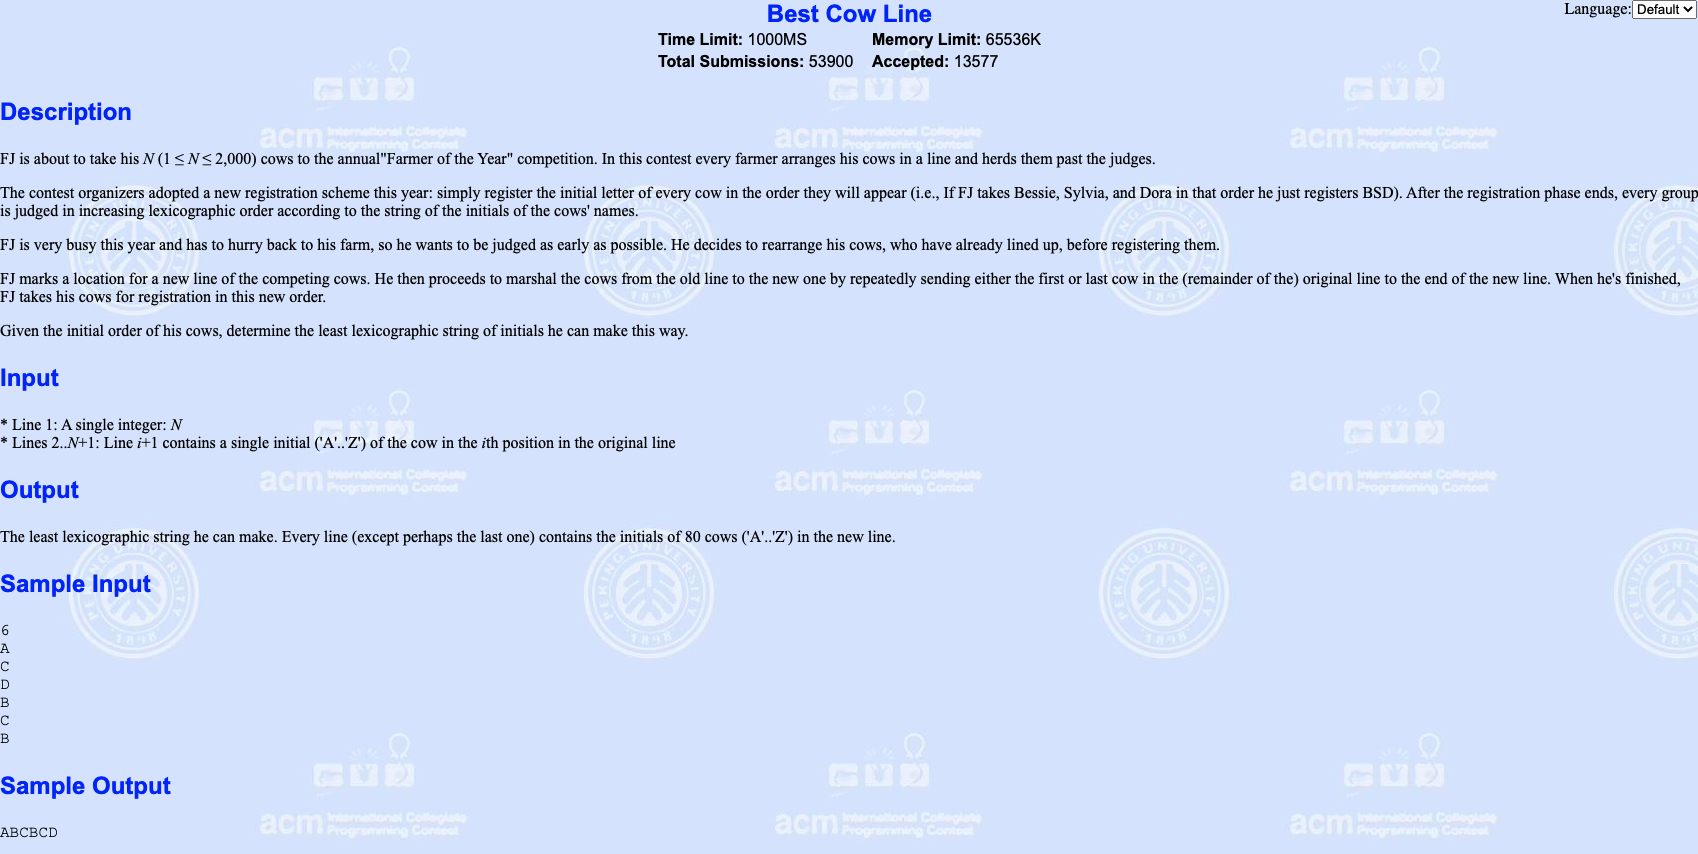 Best Cow Line
Language: Default
Time Limit: 1000MS Memory Limit: 65536K
Total Submissions: 53900 Accepted: 13577
Description
FJ is about to take his N (1 ≤ N ≤ 2,000) cows to the annual"Farmer of the Year" competition. In this contest every farmer arranges his cows in a line and herds them past the judges.
The contest organizers adopted a new registration scheme this year: simply register the initial letter of every cow in the order they will appear (i.e., If FJ takes Bessie, Sylvia, and Dora in that order he just registers BSD). After the registration phase ends, every group
is judged in increasing lexicographic order according to the string of the initials of the cows' names.
FJ is very busy this year and has to hurry back to his farm, so he wants to be judged as early as possible. He decides to rearrange his cows, who have already lined up, before registering them.
FJ marks a location for a new line of the competing cows. He then proceeds to marshal the cows from the old line to the new one by repeatedly sending either the first or last cow in the (remainder of the) original line to the end of the new line. When he's finished,
FJ takes his cows for registration in this new order.
Given the initial order of his cows, determine the least lexicographic string of initials he can make this way.
Input
* Line 1: A single integer: N
* Lines 2..N+1: Line i+1 contains a single initial ('A'..'Z') of the cow in the ith position in the original line
Output
The least lexicographic string he can make. Every line (except perhaps the last one) contains the initials of 80 cows ('A'..'Z') in the new line.
Sample Input
6
A
C
D
B
C
B
Sample Output
ABCBCD